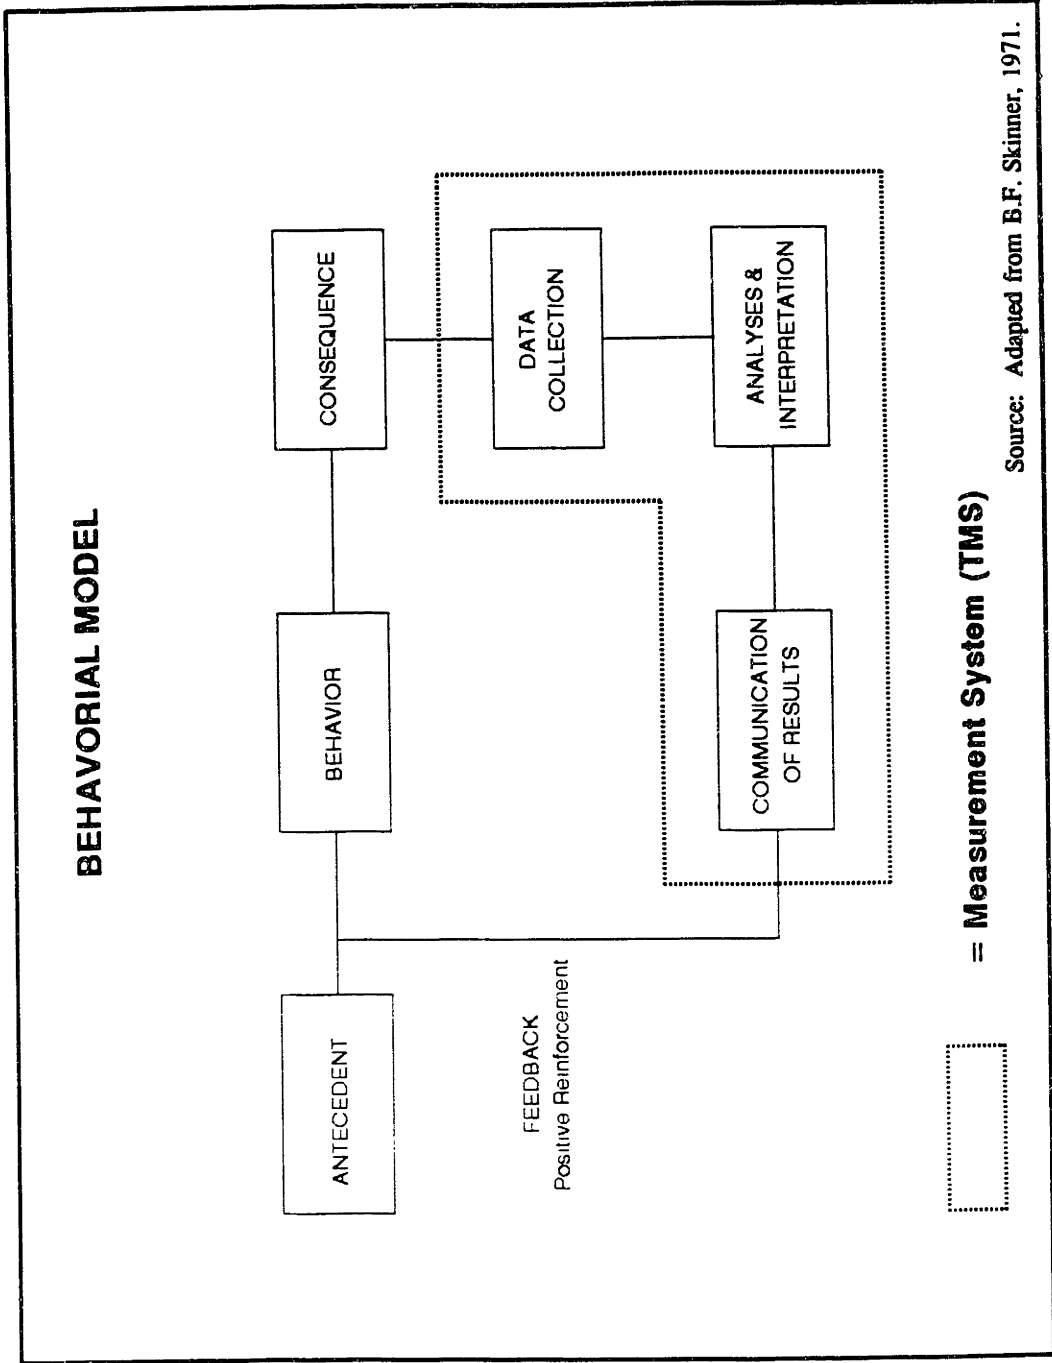 BEHAVORIAL MODEL
ANTECEDENT
BEHAVIOR
CONSEQUENCE
FEEDBACK
Positive Reinforcement
DATA
COLLECTION
COMMUNICATION
OF RESULTS
ANALYSES &
INTERPRETATION
= Measurement System (TMS)
Source: Adapted from B.F. Skinner, 1971.